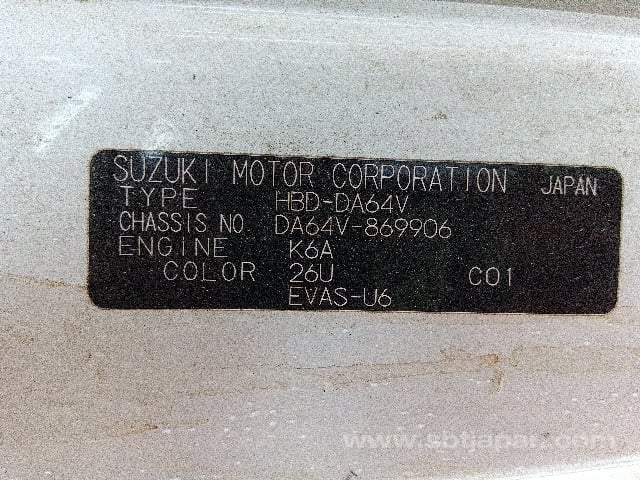 SUZUKI MOTOR CORPORATION JAPAN
TYPE HBD-DA64V
CHASSIS NO. DA64V-869906
ENGINE K6A
COLOR 26U C01
EVAS-U6
www.sbtjapan.com